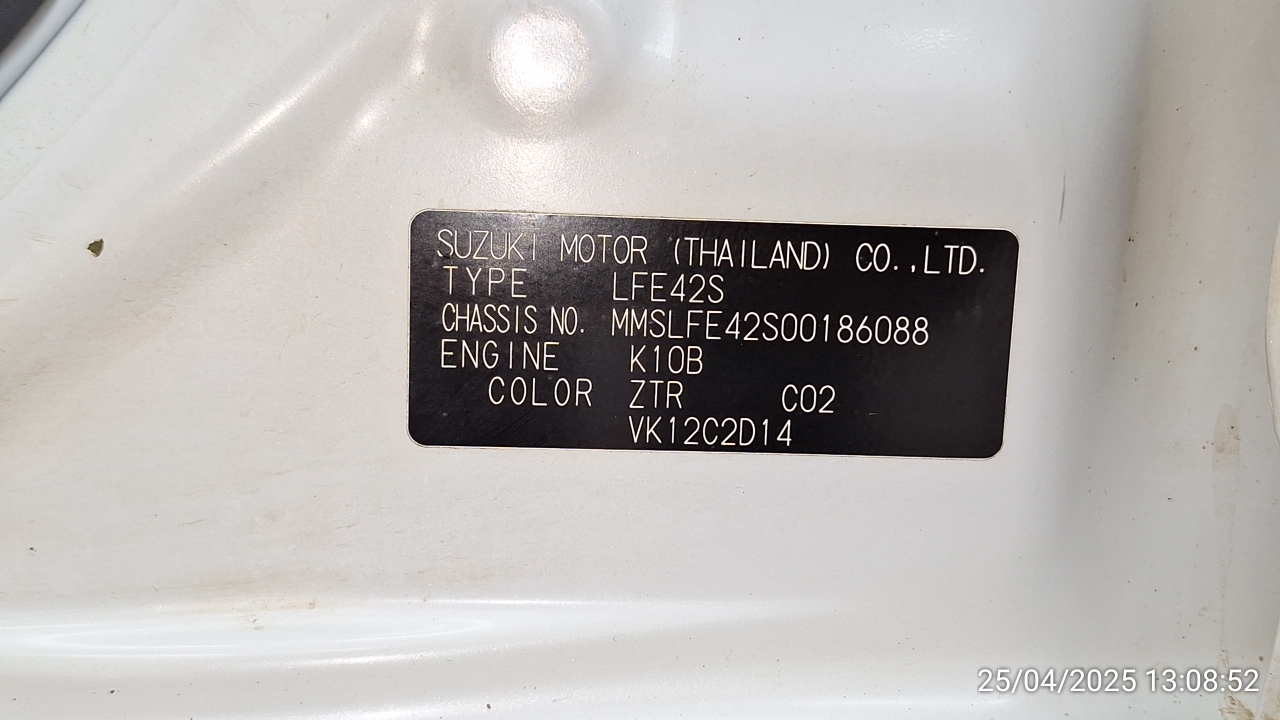 SUZUKI MOTOR (THAILAND) CO.,LTD.
TYPE LFE42S
CHASSIS NO. MMSLFE42S00186088
ENGINE K10B
COLOR ZTR C02
VK12C2D14
25/04/2025 13:08:52